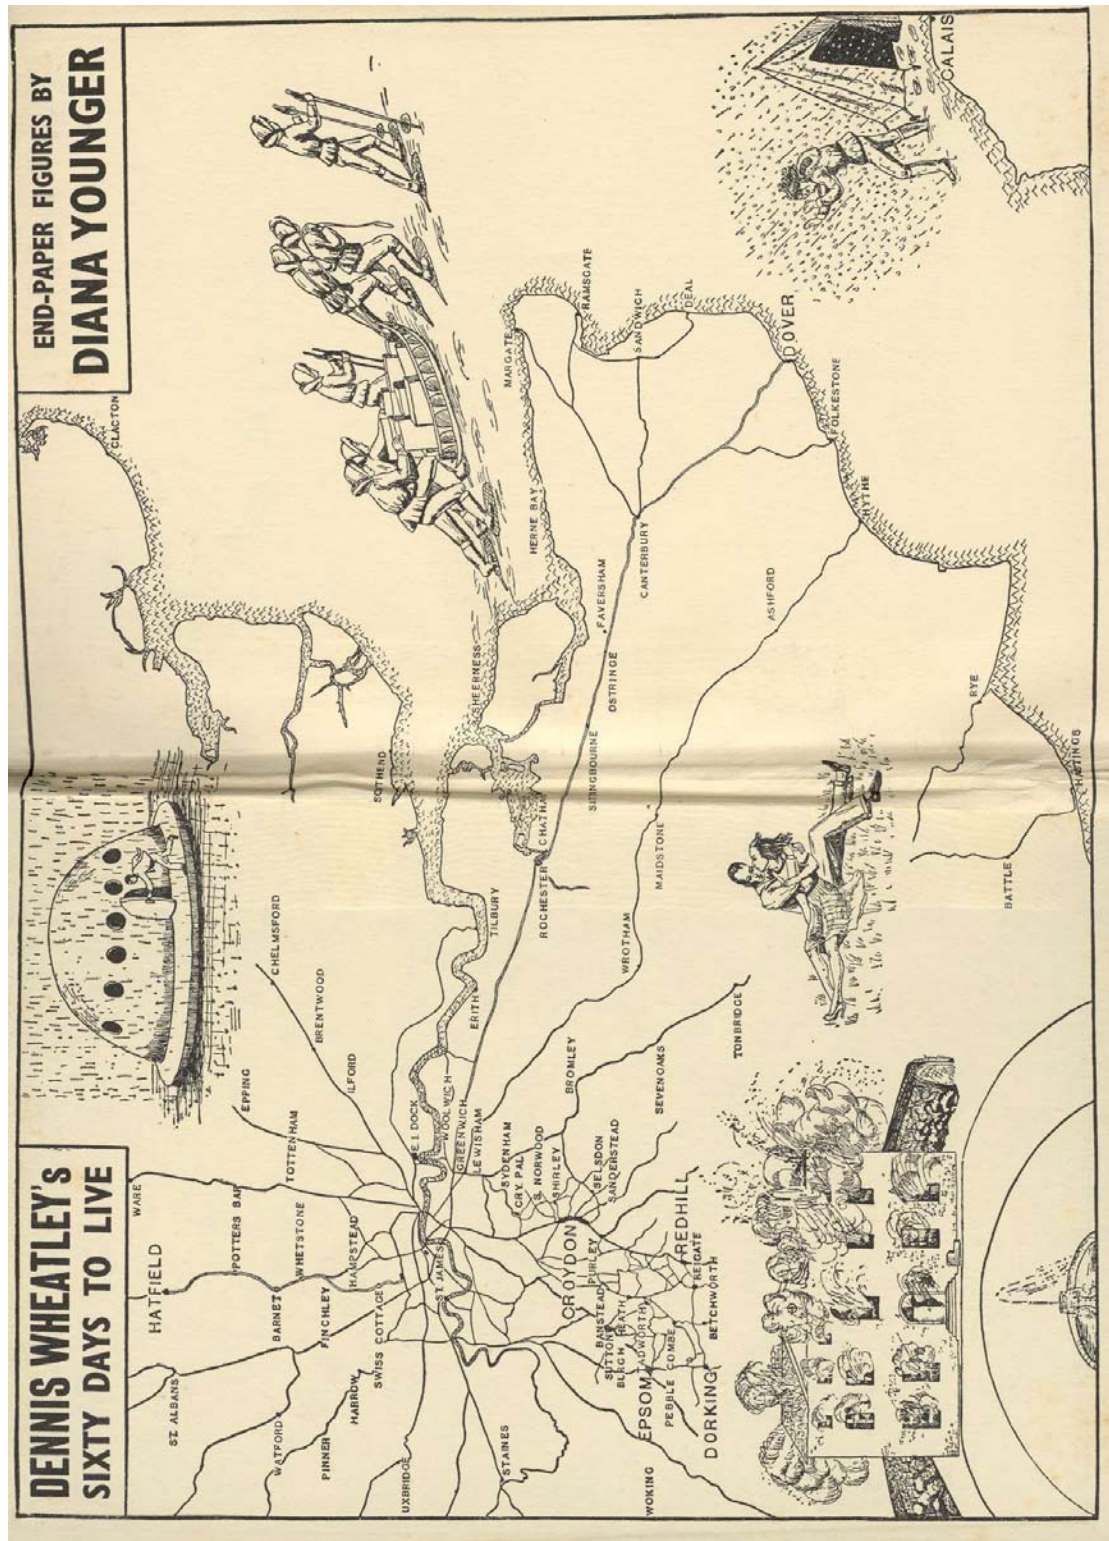 DENNIS WHEATLEY'S
SIXTY DAYS TO LIVE
END-PAPER FIGURES BY
DIANA YOUNGER
CLACTON
WARE
HATFIELD
ST. ALBANS
POTTERS BAR
EPPING
WATFORD
BARNET
WHETSTONE
TOTTENHAM
CHELMSFORD
BRENTWOOD
PINNER
FINCHLEY
HARROW
HAMPSTEAD
ILFORD
SWISS COTTAGE
SOTHEND
UXBRIDGE
E.I. DOCK
ST JAMES
WOOLWICH
GREENWICH
LEWISHAM
ERITH
TILBURY
SHEERNESS
STAINES
SYDENHAM
CRY. PAL.
S. NORWOOD
SHIRLEY
BROMLEY
ROCHESTER
CHATHAM
HERNE BAY
MARGATE
RAMSGATE
CROYDON
PURLEY
SELSDON
SANDERSTEAD
SITINGBOURNE
OSTRINGE
FAVERSHAM
BANSTEAD
SUTTON
BURGH HEATH
TADWORTH
EPSOM
WROTHAM
CANTERBURY
SANDWICH
WOKING
PEBBLE COMBE
SEVENOAKS
MAIDSTONE
REDHILL
REIGATE
DEAL
DORKING
BETCHWORTH
TONBRIDGE
ASHFORD
DOVER
FOLKESTONE
HYTHE
CALAIS
RYE
BATTLE
HASTINGS